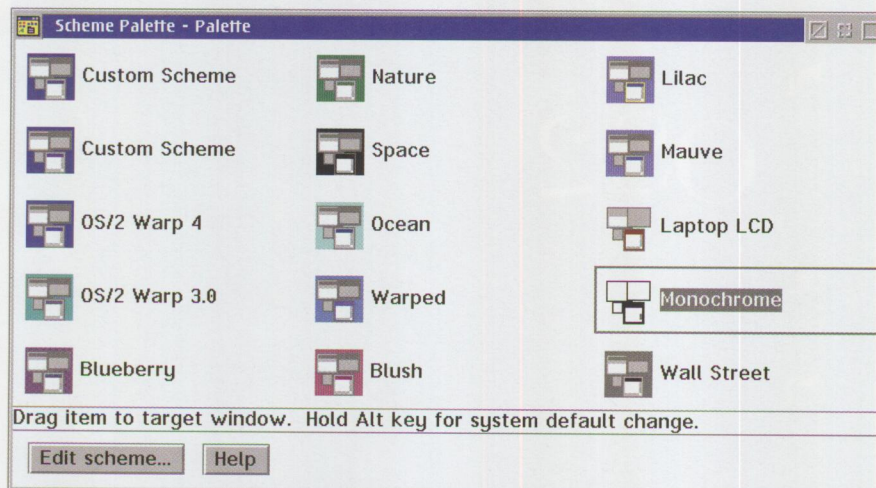 Scheme Palette - Palette
Custom Scheme
Nature
Lilac
Custom Scheme
Space
Mauve
OS/2 Warp 4
Ocean
Laptop LCD
OS/2 Warp 3.0
Warped
Monochrome
Blueberry
Blush
Wall Street
Drag item to target window. Hold Alt key for system default change.
Edit scheme...
Help